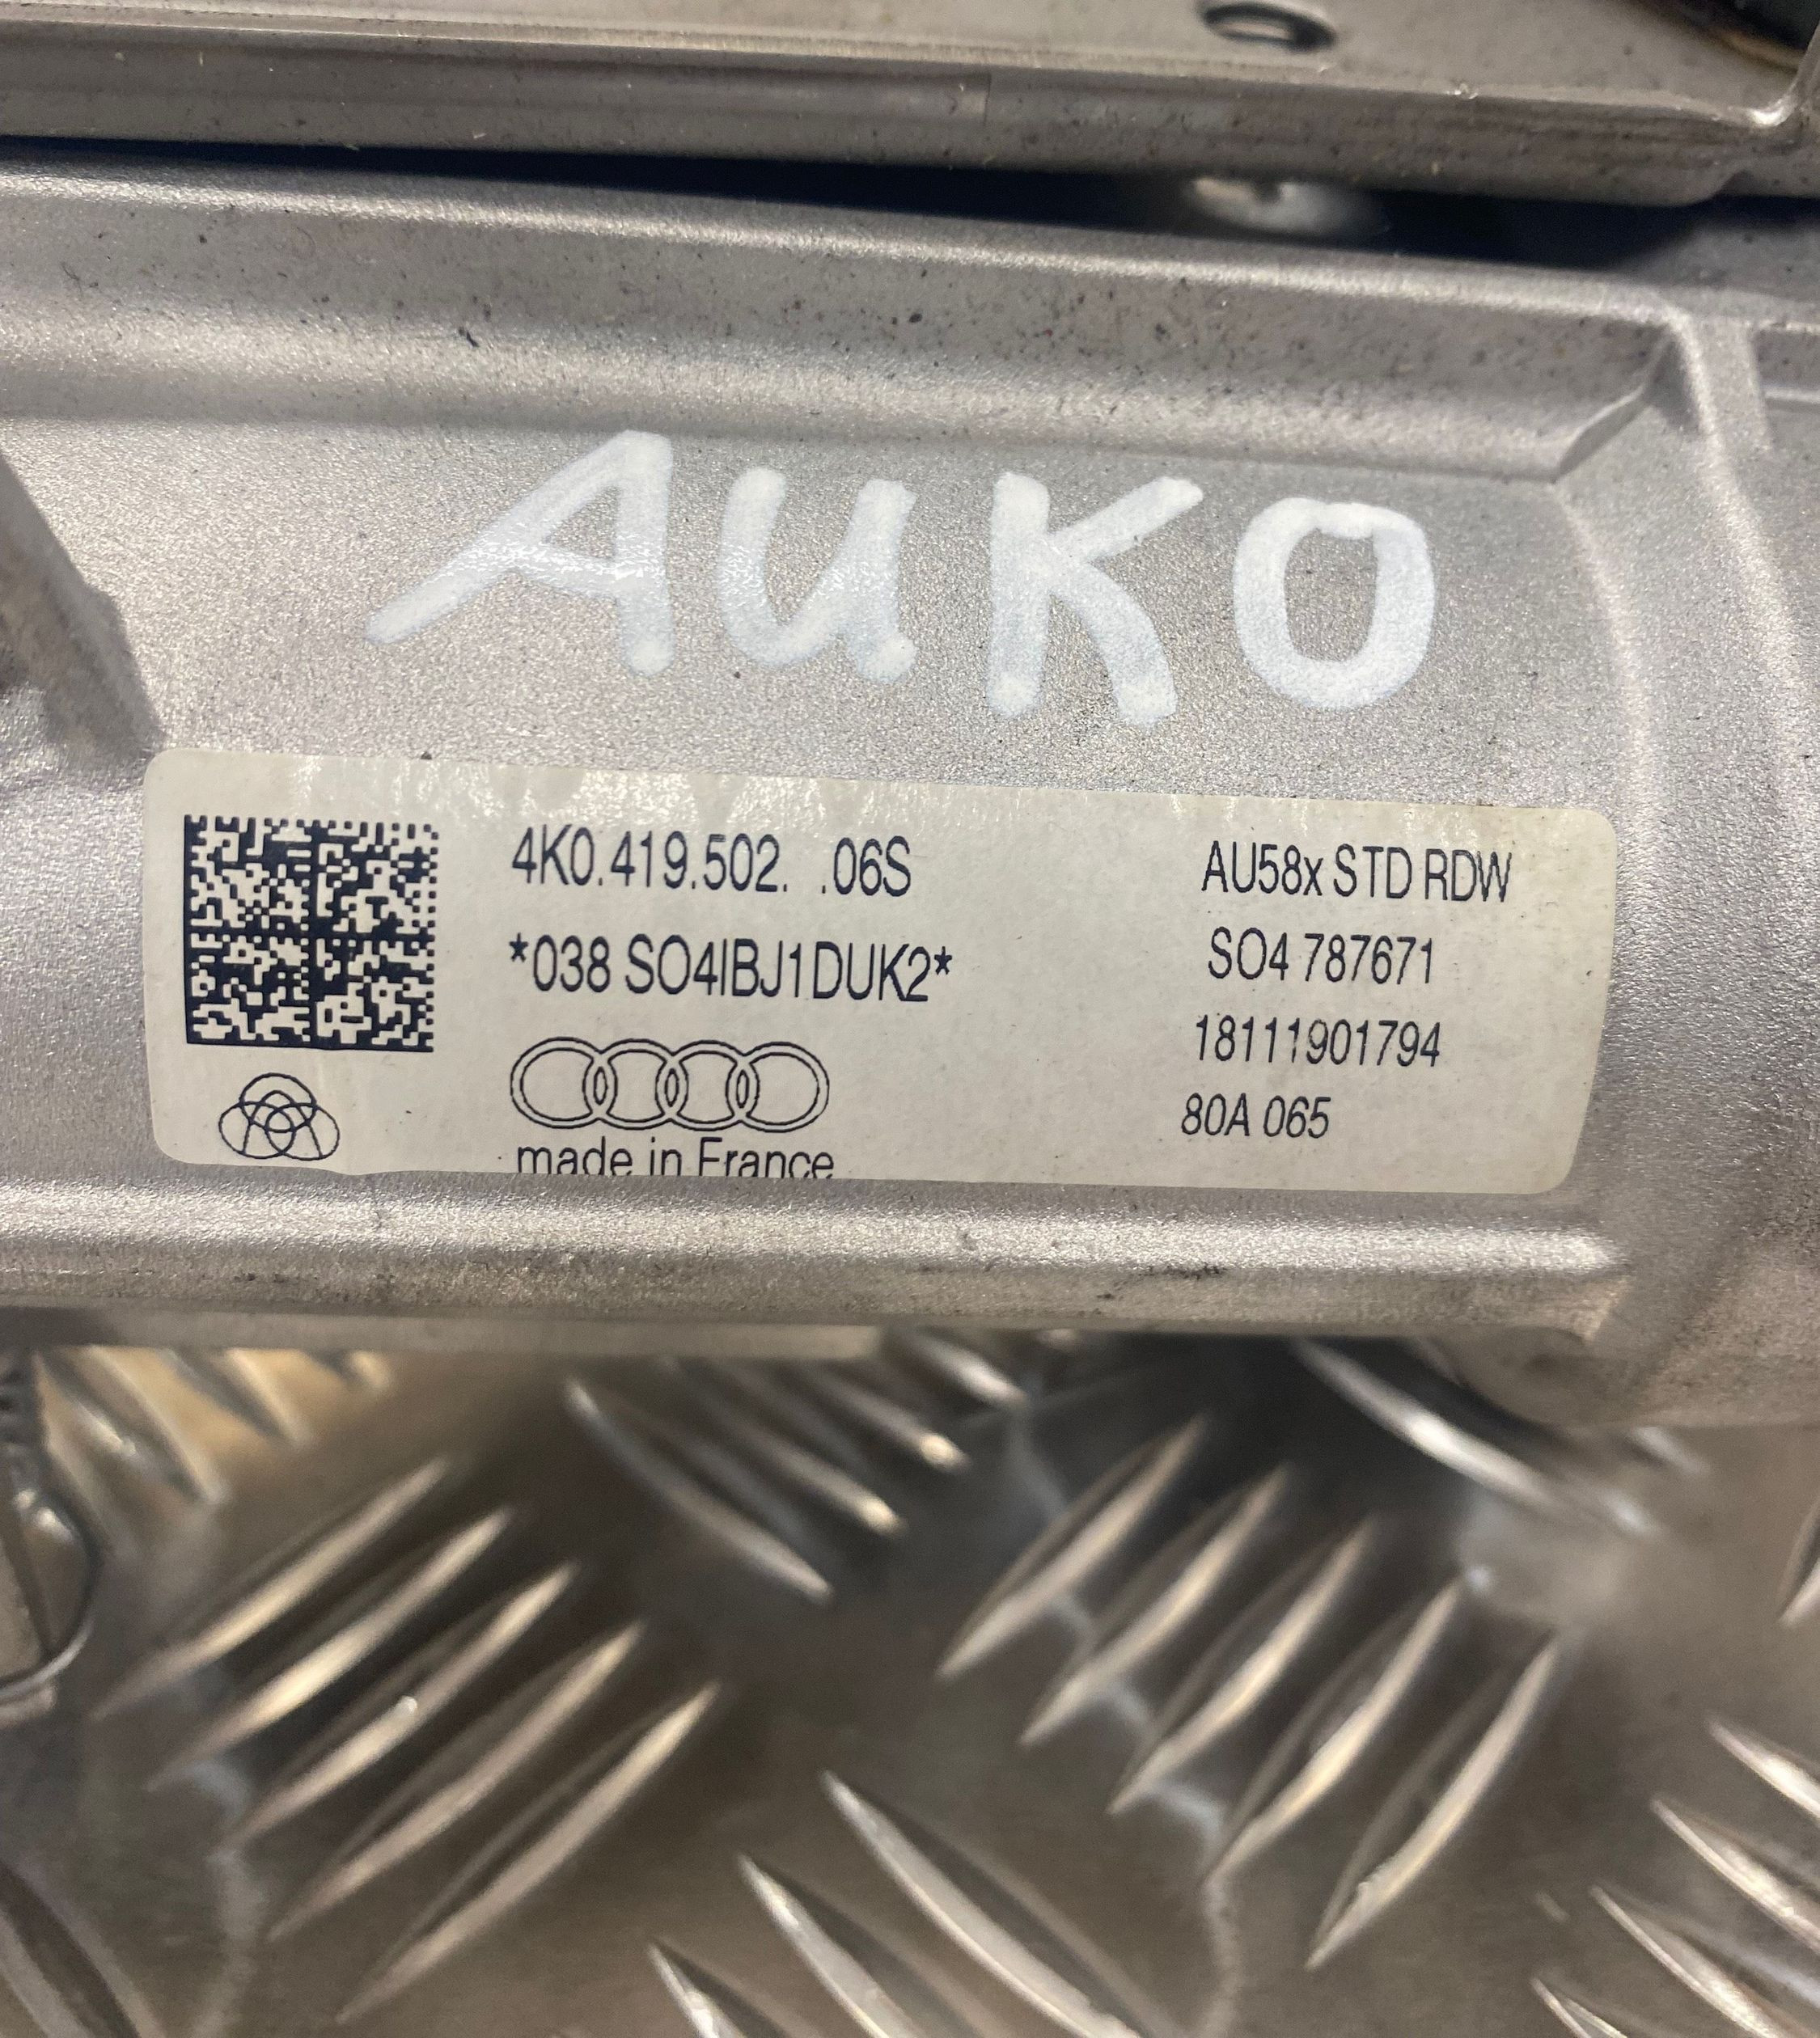 AUKO
4K0.419.502. .06S
*038 SO4IBJ1DUK2*
made in France
AU58x STD RDW
SO4 787671
18111901794
80A 065